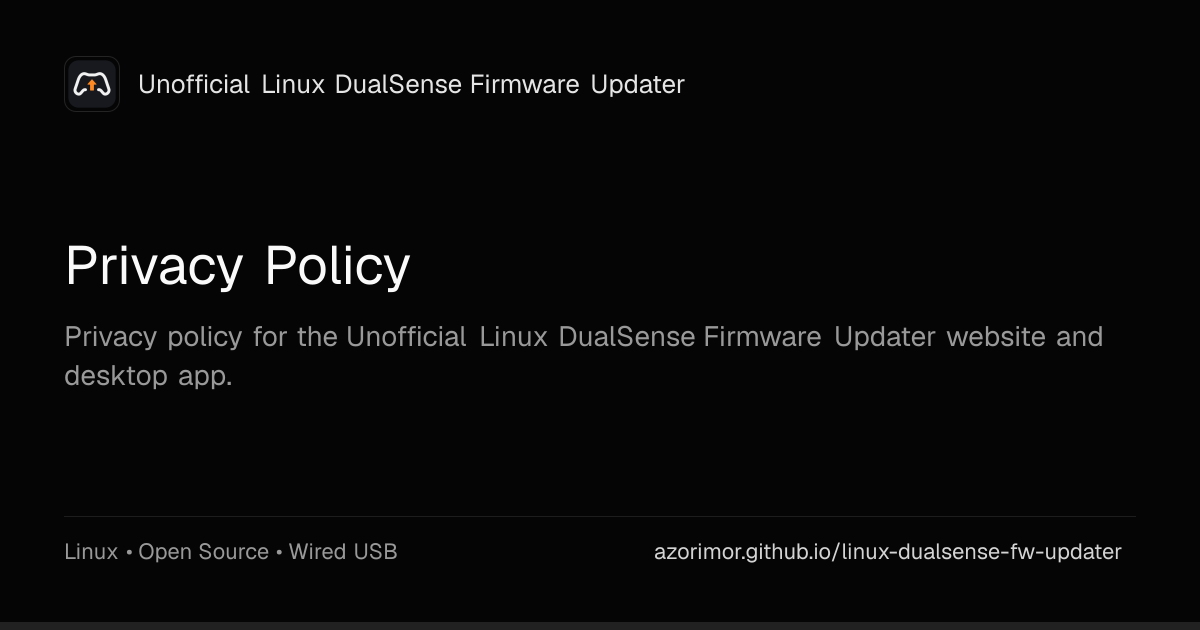 Unofficial Linux DualSense Firmware Updater
Privacy Policy
Privacy policy for the Unofficial Linux DualSense Firmware Updater website and
desktop app.
Linux • Open Source • Wired USB
azorimor.github.io/linux-dualsense-fw-updater